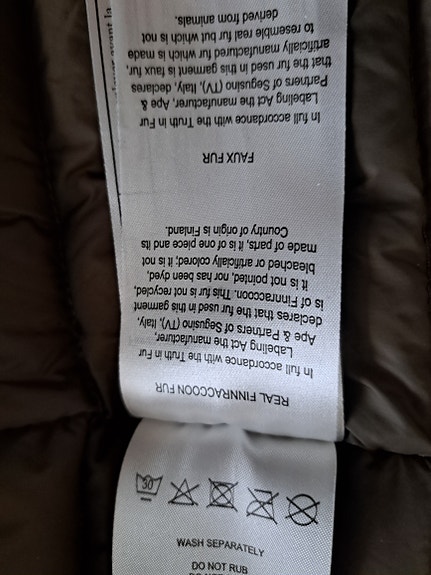 REAL FINNRACCOON FUR
In full accordance with the Truth in Fur
Labeling Act the manufacturer,
Ape & Partners of Segusino (TV), Italy,
declares that the fur used in this garment
is of Finnraccoon. This fur is not recycled,
it is not pointed, nor has been dyed,
bleached or artificially colored; it is not
made of parts, it is of one piece and its
Country of origin is Finland.
FAUX FUR
In full accordance with the Truth in Fur
Labeling Act the manufacturer, Ape &
Partners of Segusino (TV), Italy, declares
that the fur used in this garment is faux fur,
artificially manufactured fur which is made
to resemble real fur but which is not
derived from animals.
avant la
30
WASH SEPARATELY
DO NOT RUB